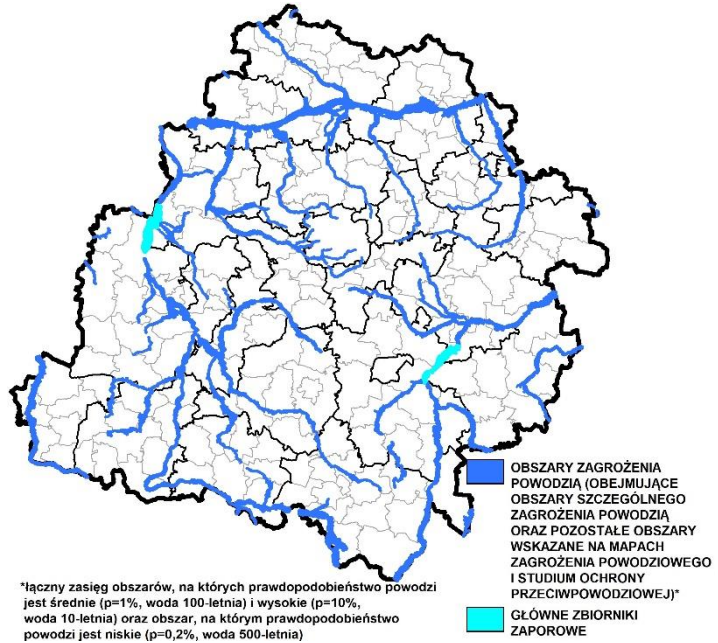 OBSZARY ZAGROŻENIA
POWODZIĄ (OBEJMUJĄCE
OBSZARY SZCZEGÓLNEGO
ZAGROŻENIA POWODZIĄ
ORAZ POZOSTAŁE OBSZARY
WSKAZANE NA MAPACH
ZAGROŻENIA POWODZIOWEGO
I STUDIUM OCHRONY
PRZECIWPOWODZIOWEJ)*
GŁÓWNE ZBIORNIKI
ZAPOROWE
*łączny zasięg obszarów, na których prawdopodobieństwo powodzi
jest średnie (p=1%, woda 100-letnia) i wysokie (p=10%,
woda 10-letnia) oraz obszar, na którym prawdopodobieństwo
powodzi jest niskie (p=0,2%, woda 500-letnia)